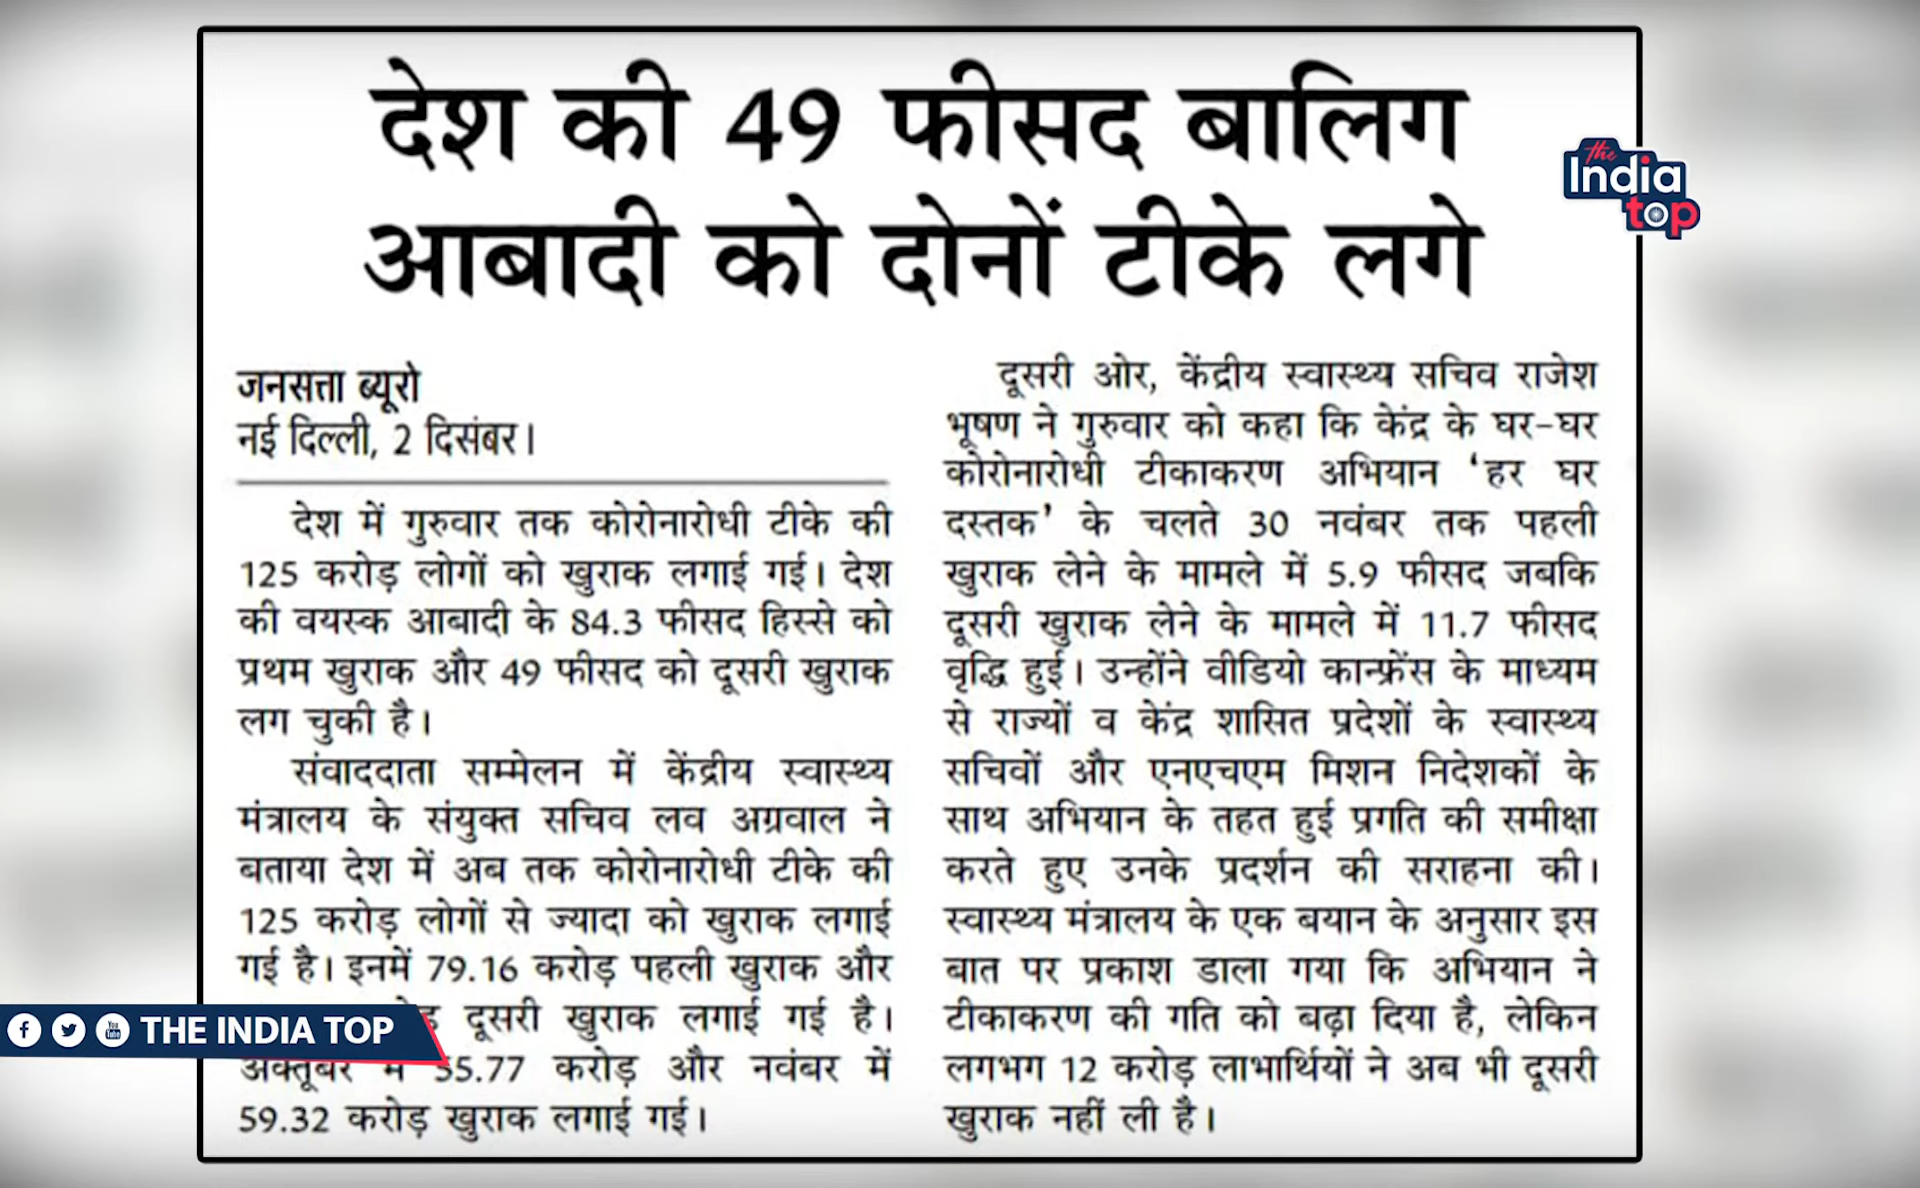 देश की 49 फीसद बालिग
आबादी को दोनों टीके लगे
the
India
top
जनसत्ता ब्यूरो
नई दिल्ली, 2 दिसंबर।
देश में गुरुवार तक कोरोनारोधी टीके की
125 करोड़ लोगों को खुराक लगाई गई। देश
की वयस्क आबादी के 84.3 फीसद हिस्से को
प्रथम खुराक और 49 फीसद को दूसरी खुराक
लग चुकी है।
संवाददाता सम्मेलन में केंद्रीय स्वास्थ्य
मंत्रालय के संयुक्त सचिव लव अग्रवाल ने
बताया देश में अब तक कोरोनारोधी टीके की
125 करोड़ लोगों से ज्यादा को खुराक लगाई
गई है। इनमें 79.16 करोड़ पहली खुराक और
दूसरी खुराक लगाई गई है।
अक्तूबर में 55.77 करोड़ और नवंबर में
59.32 करोड़ खुराक लगाई गई।
दूसरी ओर, केंद्रीय स्वास्थ्य सचिव राजेश
भूषण ने गुरुवार को कहा कि केंद्र के घर-घर
कोरोनारोधी टीकाकरण अभियान ‘हर घर
दस्तक’ के चलते 30 नवंबर तक पहली
खुराक लेने के मामले में 5.9 फीसद जबकि
दूसरी खुराक लेने के मामले में 11.7 फीसद
वृद्धि हुई। उन्होंने वीडियो कान्फ्रेंस के माध्यम
से राज्यों व केंद्र शासित प्रदेशों के स्वास्थ्य
सचिवों और एनएचएम मिशन निदेशकों के
साथ अभियान के तहत हुई प्रगति की समीक्षा
करते हुए उनके प्रदर्शन की सराहना की।
स्वास्थ्य मंत्रालय के एक बयान के अनुसार इस
बात पर प्रकाश डाला गया कि अभियान ने
टीकाकरण की गति को बढ़ा दिया है, लेकिन
लगभग 12 करोड़ लाभार्थियों ने अब भी दूसरी
खुराक नहीं ली है।
THE INDIA TOP